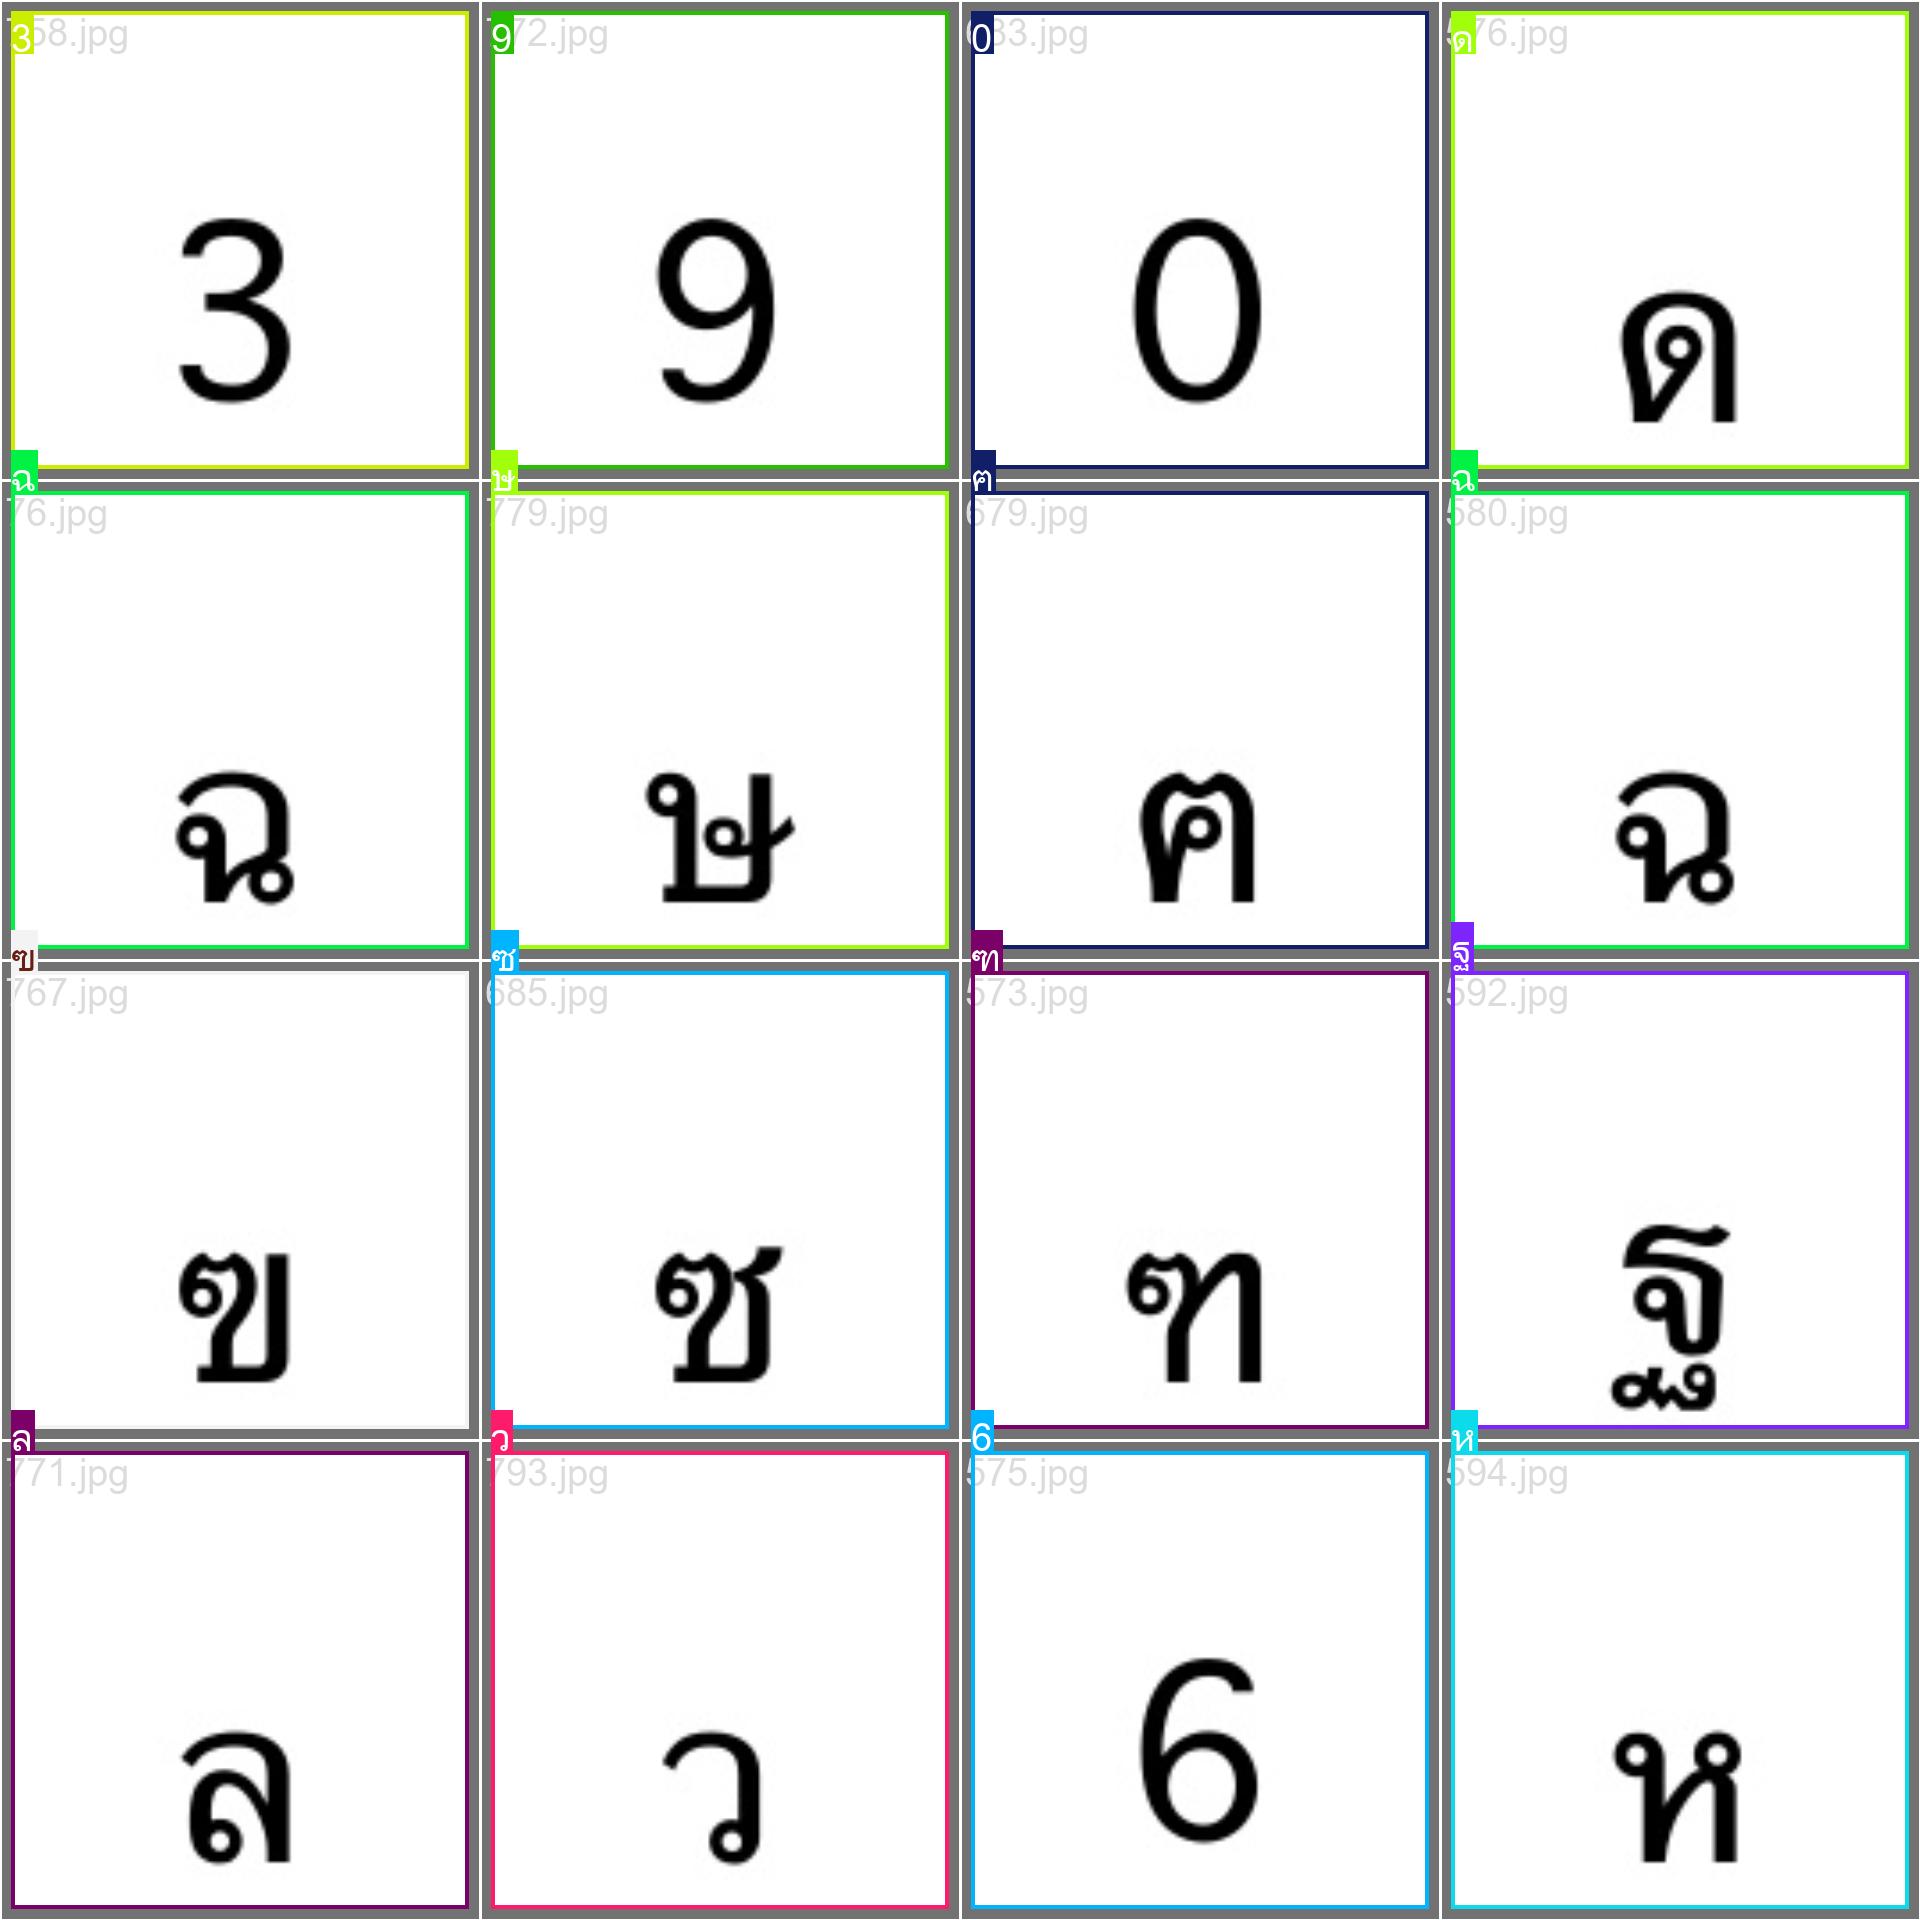 3 9 0 ด
58.jpg 72.jpg 83.jpg 76.jpg
3 9 0 ด
ฉ ษ ฅ ฉ
76.jpg 779.jpg 679.jpg 580.jpg
ฉ ษ ฅ ฉ
ฃ ซ ฑ ฐ
767.jpg 685.jpg 573.jpg 592.jpg
ฃ ซ ฑ ฐ
ล ว 6 ห
771.jpg 793.jpg 575.jpg 594.jpg
ล ว 6 ห